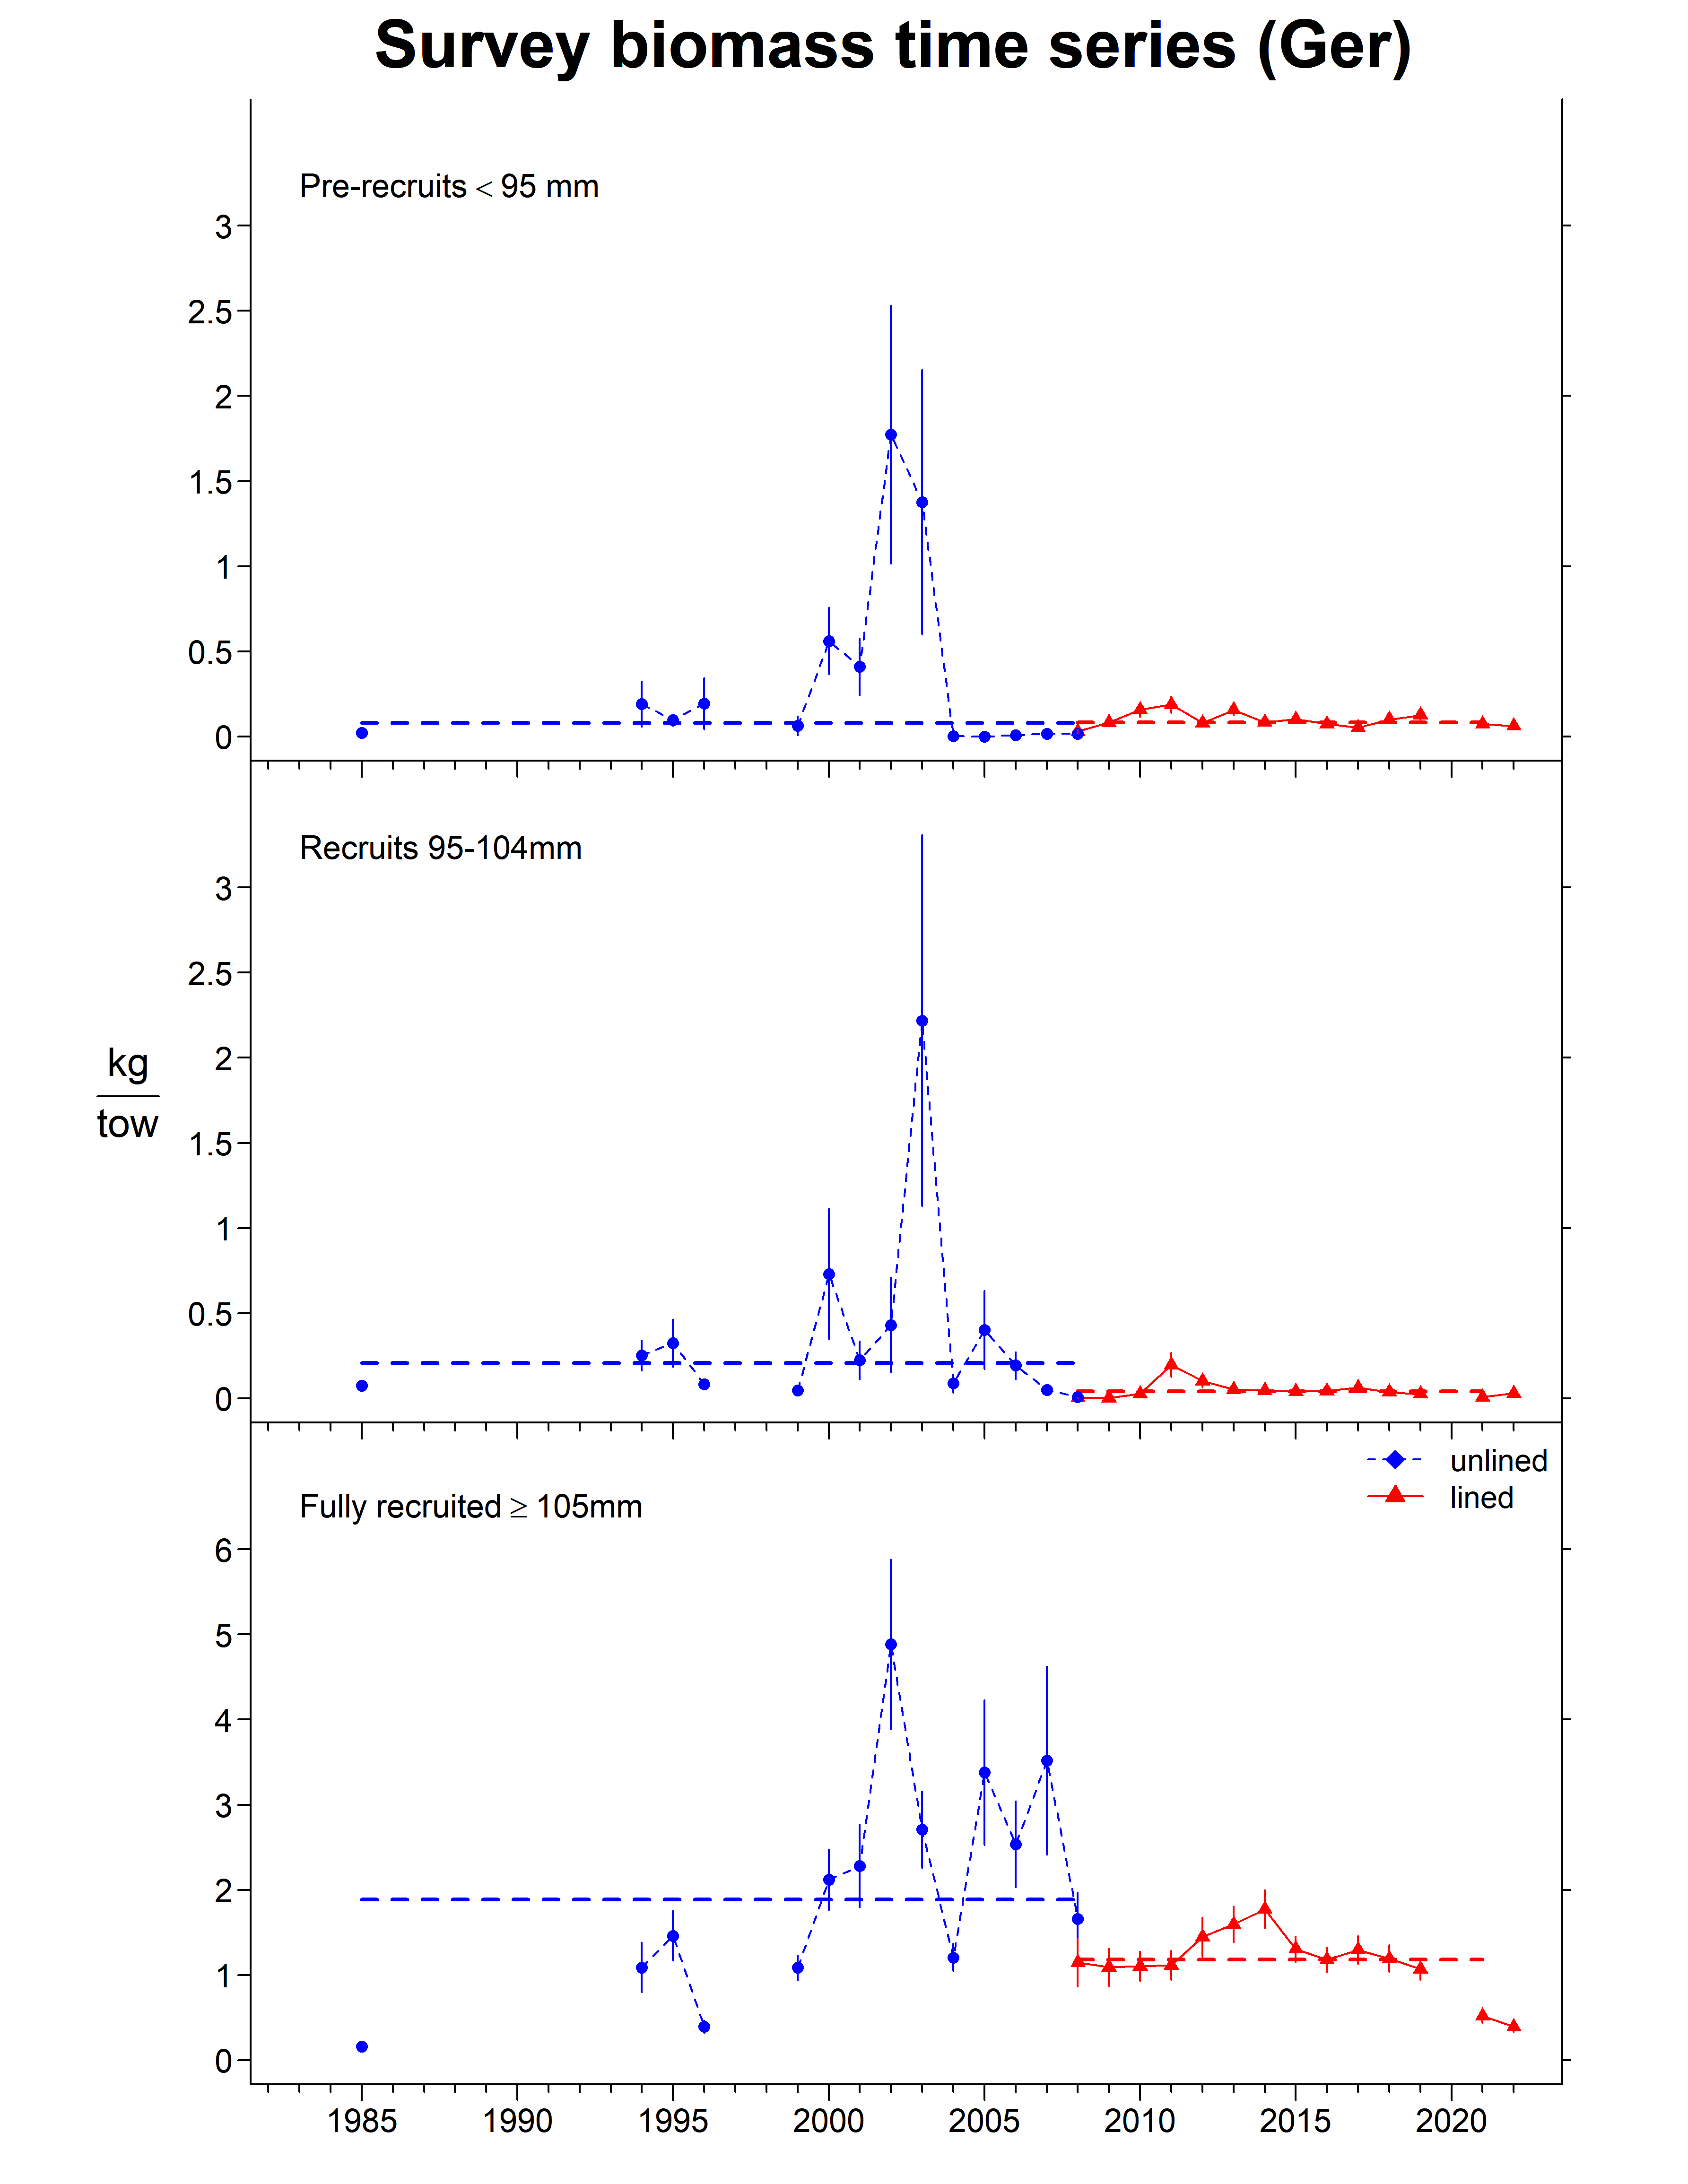 Survey biomass time series (Ger)
Pre-recruits < 95 mm
3
2.5
2
1.5
1
0.5
0
Recruits 95-104mm
3
2.5
2
1.5
1
0.5
0
kg
tow
unlined
lined
Fully recruited ≥ 105mm
6
5
4
3
2
1
0
1985 1990 1995 2000 2005 2010 2015 2020